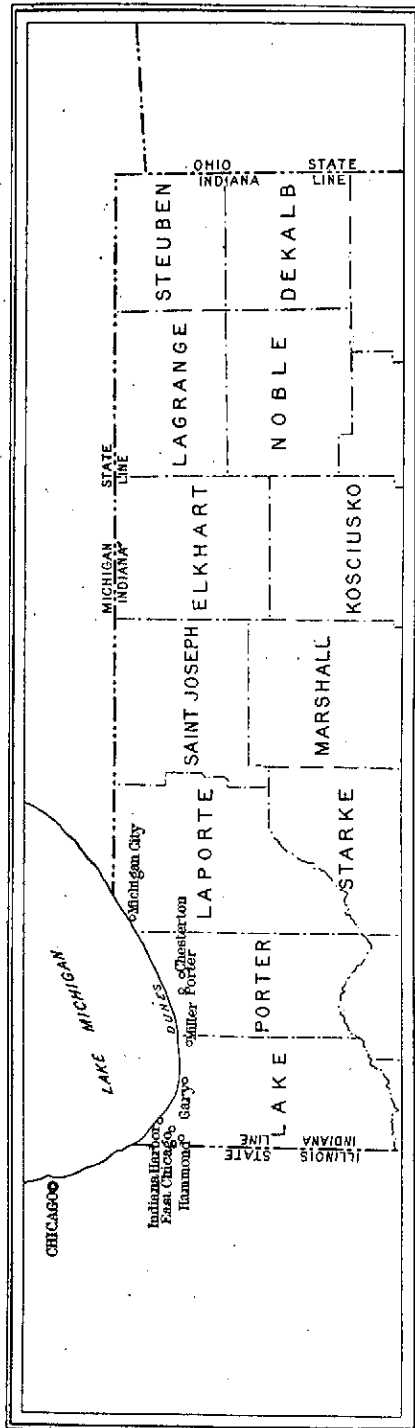 CHICAGO
LAKE MICHIGAN
DUNES
Michigan City
Indiana Harbor
East Chicago
Hammond
Gary
Miller
Porter
Chesterton
MICHIGAN STATE
INDIANA LINE
OHIO STATE
INDIANA LINE
ILLINOIS STATE
INDIANA LINE
LAKE
PORTER
LAPORTE
STARKE
SAINT JOSEPH
MARSHALL
ELKHART
KOSCIUSKO
LAGRANGE
NOBLE
STEUBEN
DEKALB